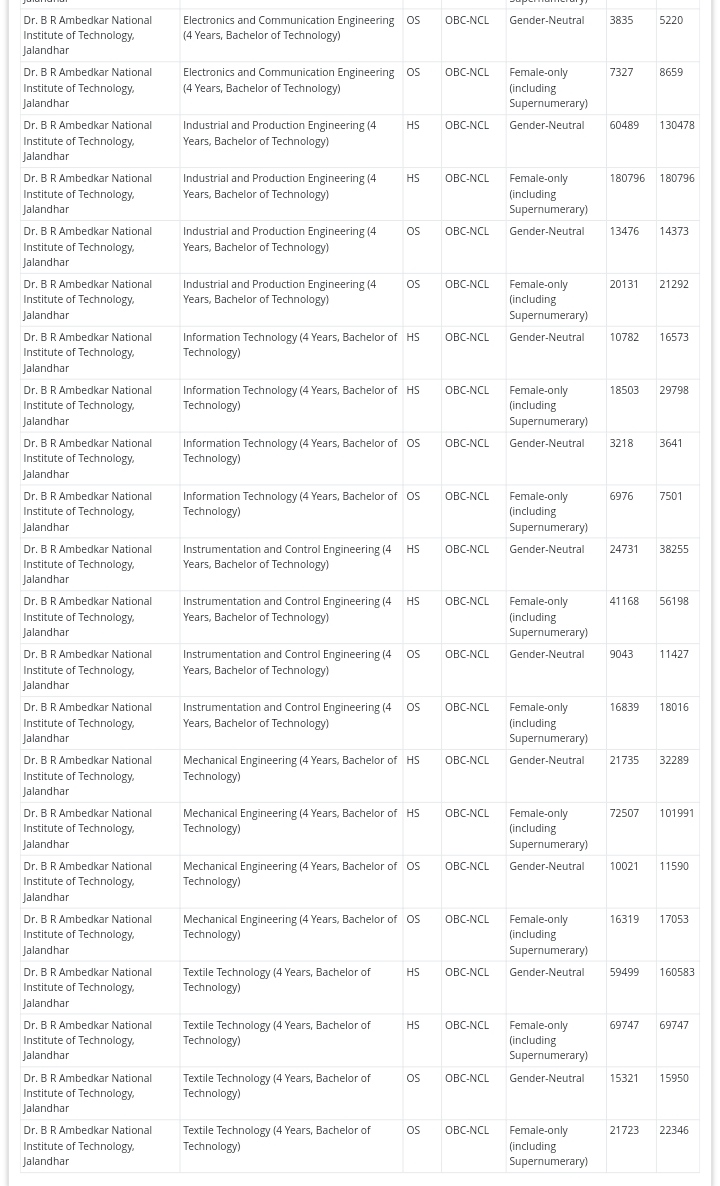 Supernumerary)
Dr. B R Ambedkar National Electronics and Communication Engineering OS OBC-NCL Gender-Neutral 3835 5220
Institute of Technology, (4 Years, Bachelor of Technology)
Jalandhar
Dr. B R Ambedkar National Electronics and Communication Engineering OS OBC-NCL Female-only 7327 8659
Institute of Technology, (4 Years, Bachelor of Technology) (including
Jalandhar Supernumerary)
Dr. B R Ambedkar National Industrial and Production Engineering (4 HS OBC-NCL Gender-Neutral 60489 130478
Institute of Technology, Years, Bachelor of Technology)
Jalandhar
Dr. B R Ambedkar National Industrial and Production Engineering (4 HS OBC-NCL Female-only 180796 180796
Institute of Technology, Years, Bachelor of Technology) (including
Jalandhar Supernumerary)
Dr. B R Ambedkar National Industrial and Production Engineering (4 OS OBC-NCL Gender-Neutral 13476 14373
Institute of Technology, Years, Bachelor of Technology)
Jalandhar
Dr. B R Ambedkar National Industrial and Production Engineering (4 OS OBC-NCL Female-only 20131 21292
Institute of Technology, Years, Bachelor of Technology) (including
Jalandhar Supernumerary)
Dr. B R Ambedkar National Information Technology (4 Years, Bachelor of HS OBC-NCL Gender-Neutral 10782 16573
Institute of Technology, Technology)
Jalandhar
Dr. B R Ambedkar National Information Technology (4 Years, Bachelor of HS OBC-NCL Female-only 18503 29798
Institute of Technology, Technology) (including
Jalandhar Supernumerary)
Dr. B R Ambedkar National Information Technology (4 Years, Bachelor of OS OBC-NCL Gender-Neutral 3218 3641
Institute of Technology, Technology)
Jalandhar
Dr. B R Ambedkar National Information Technology (4 Years, Bachelor of OS OBC-NCL Female-only 6976 7501
Institute of Technology, Technology) (including
Jalandhar Supernumerary)
Dr. B R Ambedkar National Instrumentation and Control Engineering (4 HS OBC-NCL Gender-Neutral 24731 38255
Institute of Technology, Years, Bachelor of Technology)
Jalandhar
Dr. B R Ambedkar National Instrumentation and Control Engineering (4 HS OBC-NCL Female-only 41168 56198
Institute of Technology, Years, Bachelor of Technology) (including
Jalandhar Supernumerary)
Dr. B R Ambedkar National Instrumentation and Control Engineering (4 OS OBC-NCL Gender-Neutral 9043 11427
Institute of Technology, Years, Bachelor of Technology)
Jalandhar
Dr. B R Ambedkar National Instrumentation and Control Engineering (4 OS OBC-NCL Female-only 16839 18016
Institute of Technology, Years, Bachelor of Technology) (including
Jalandhar Supernumerary)
Dr. B R Ambedkar National Mechanical Engineering (4 Years, Bachelor of HS OBC-NCL Gender-Neutral 21735 32289
Institute of Technology, Technology)
Jalandhar
Dr. B R Ambedkar National Mechanical Engineering (4 Years, Bachelor of HS OBC-NCL Female-only 72507 101991
Institute of Technology, Technology) (including
Jalandhar Supernumerary)
Dr. B R Ambedkar National Mechanical Engineering (4 Years, Bachelor of OS OBC-NCL Gender-Neutral 10021 11590
Institute of Technology, Technology)
Jalandhar
Dr. B R Ambedkar National Mechanical Engineering (4 Years, Bachelor of OS OBC-NCL Female-only 16319 17053
Institute of Technology, Technology) (including
Jalandhar Supernumerary)
Dr. B R Ambedkar National Textile Technology (4 Years, Bachelor of HS OBC-NCL Gender-Neutral 59499 160583
Institute of Technology, Technology)
Jalandhar
Dr. B R Ambedkar National Textile Technology (4 Years, Bachelor of HS OBC-NCL Female-only 69747 69747
Institute of Technology, Technology) (including
Jalandhar Supernumerary)
Dr. B R Ambedkar National Textile Technology (4 Years, Bachelor of OS OBC-NCL Gender-Neutral 15321 15950
Institute of Technology, Technology)
Jalandhar
Dr. B R Ambedkar National Textile Technology (4 Years, Bachelor of OS OBC-NCL Female-only 21723 22346
Institute of Technology, Technology) (including
Jalandhar Supernumerary)